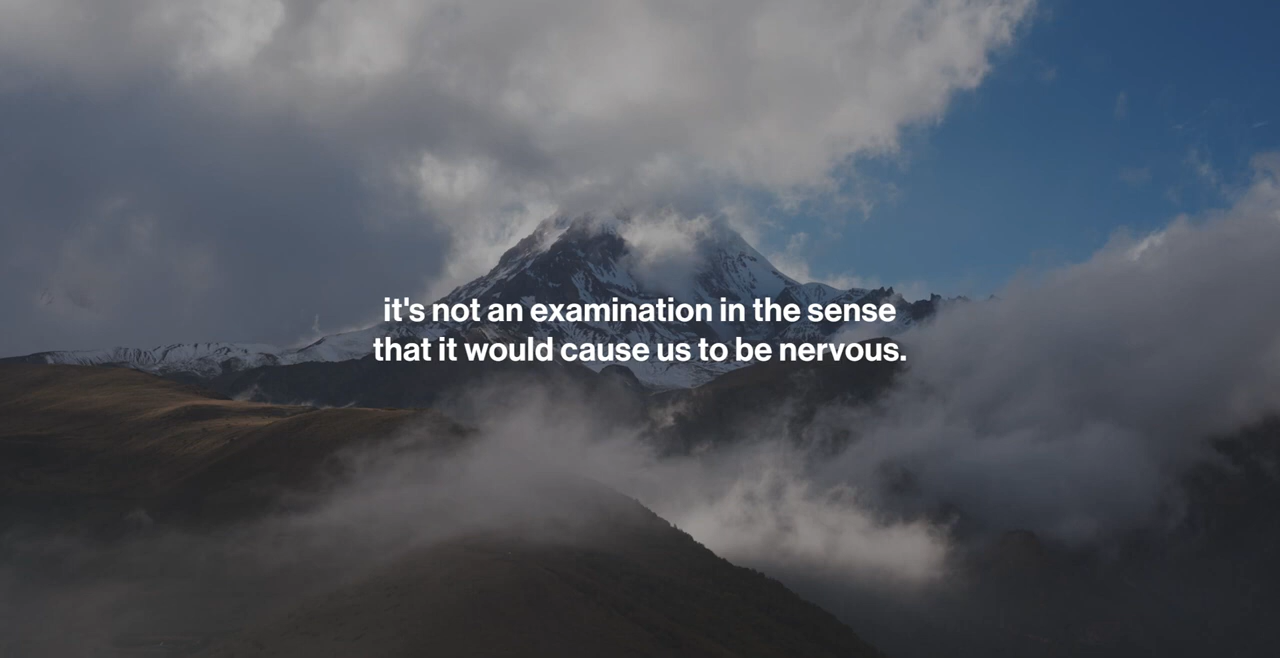 it's not an examination in the sense
that it would cause us to be nervous.